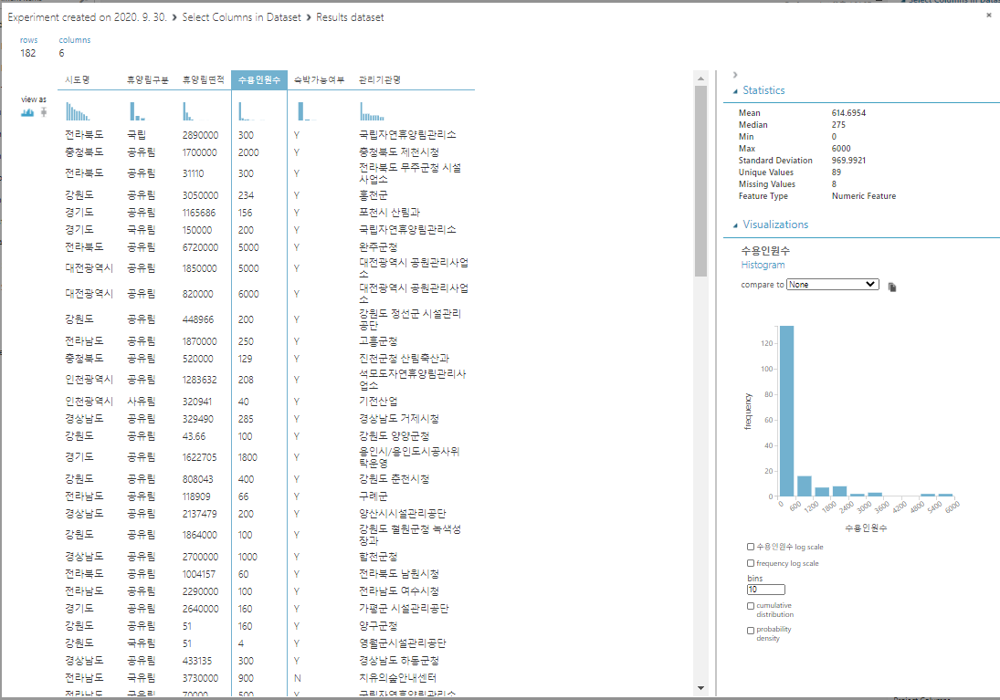 Experiment created on 2020. 9. 30. › Select Columns in Dataset › Results dataset
rows columns
182 6
view as
시도명 휴양림구분 휴양림면적 수용인원수 숙박가능여부 관리기관명
전라북도 국립 2890000 300 Y 국립자연휴양림관리소
충청북도 공유림 1700000 2000 Y 충청북도 제천시청
전라북도 공유림 31110 300 Y 전라북도 무주군청 시설
사업소
강원도 공유림 3050000 234 Y 홍천군
경기도 공유림 1165686 156 Y 포천시 산림과
경기도 국유림 150000 200 Y 국립자연휴양림관리소
전라북도 공유림 6720000 5000 Y 완주군청
대전광역시 공유림 1850000 5000 Y 대전광역시 공원관리사업
소
대전광역시 공유림 820000 6000 Y 대전광역시 공원관리사업
소
강원도 공유림 448966 200 Y 강원도 정선군 시설관리
공단
전라남도 공유림 1870000 250 Y 고흥군청
충청북도 공유림 520000 129 Y 진천군청 산림축산과
인천광역시 공유림 1283632 208 Y 석모도자연휴양림관리사
업소
인천광역시 사유림 320941 40 Y 기전산업
경상남도 공유림 329490 285 Y 경상남도 거제시청
강원도 공유림 43.66 100 Y 강원도 양양군청
경기도 공유림 1622705 1800 Y 용인시/용인도시공사위
탁운영
강원도 공유림 808043 400 Y 강원도 춘천시청
전라남도 공유림 118909 66 Y 구례군
경상남도 공유림 2137479 200 Y 양산시시설관리공단
강원도 공유림 1864000 100 Y 강원도 철원군청 녹색성
장과
경상남도 공유림 2700000 1000 Y 합천군청
전라북도 공유림 1004157 60 Y 전라북도 남원시청
전라남도 공유림 2290000 100 Y 전라남도 여수시청
경기도 공유림 2640000 160 Y 가평군 시설관리공단
강원도 공유림 51 160 Y 양구군청
강원도 국유림 51 4 Y 영월군시설관리공단
경상남도 공유림 433135 300 Y 경상남도 하동군청
전라남도 국유림 3730000 900 N 치유의숲안내센터
전라남도 국유림 70000 500 Y 국립자연휴양림관리소
Statistics
Mean 614.6954
Median 275
Min 0
Max 6000
Standard Deviation 969.9921
Unique Values 89
Missing Values 8
Feature Type Numeric Feature
Visualizations
수용인원수
Histogram
compare to None
120
100
80
60
40
20
0
frequency
0 600 1200 1800 2400 3000 3600 4200 4800 5400 6000
수용인원수
수용인원수 log scale
frequency log scale
bins
10
cumulative
distribution
probability
density